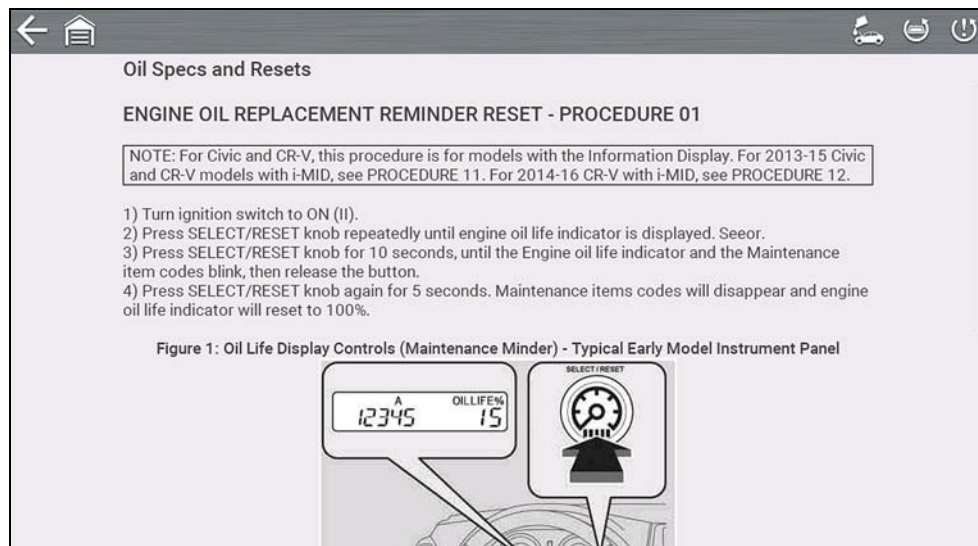 Oil Specs and Resets
ENGINE OIL REPLACEMENT REMINDER RESET - PROCEDURE 01
NOTE: For Civic and CR-V, this procedure is for models with the Information Display. For 2013-15 Civic
and CR-V models with i-MID, see PROCEDURE 11. For 2014-16 CR-V with i-MID, see PROCEDURE 12.
1) Turn ignition switch to ON (II).
2) Press SELECT/RESET knob repeatedly until engine oil life indicator is displayed. Seeor.
3) Press SELECT/RESET knob for 10 seconds, until the Engine oil life indicator and the Maintenance
item codes blink, then release the button.
4) Press SELECT/RESET knob again for 5 seconds. Maintenance items codes will disappear and engine
oil life indicator will reset to 100%.
Figure 1: Oil Life Display Controls (Maintenance Minder) - Typical Early Model Instrument Panel
SELECT / RESET
A OILLIFE%
12345 15